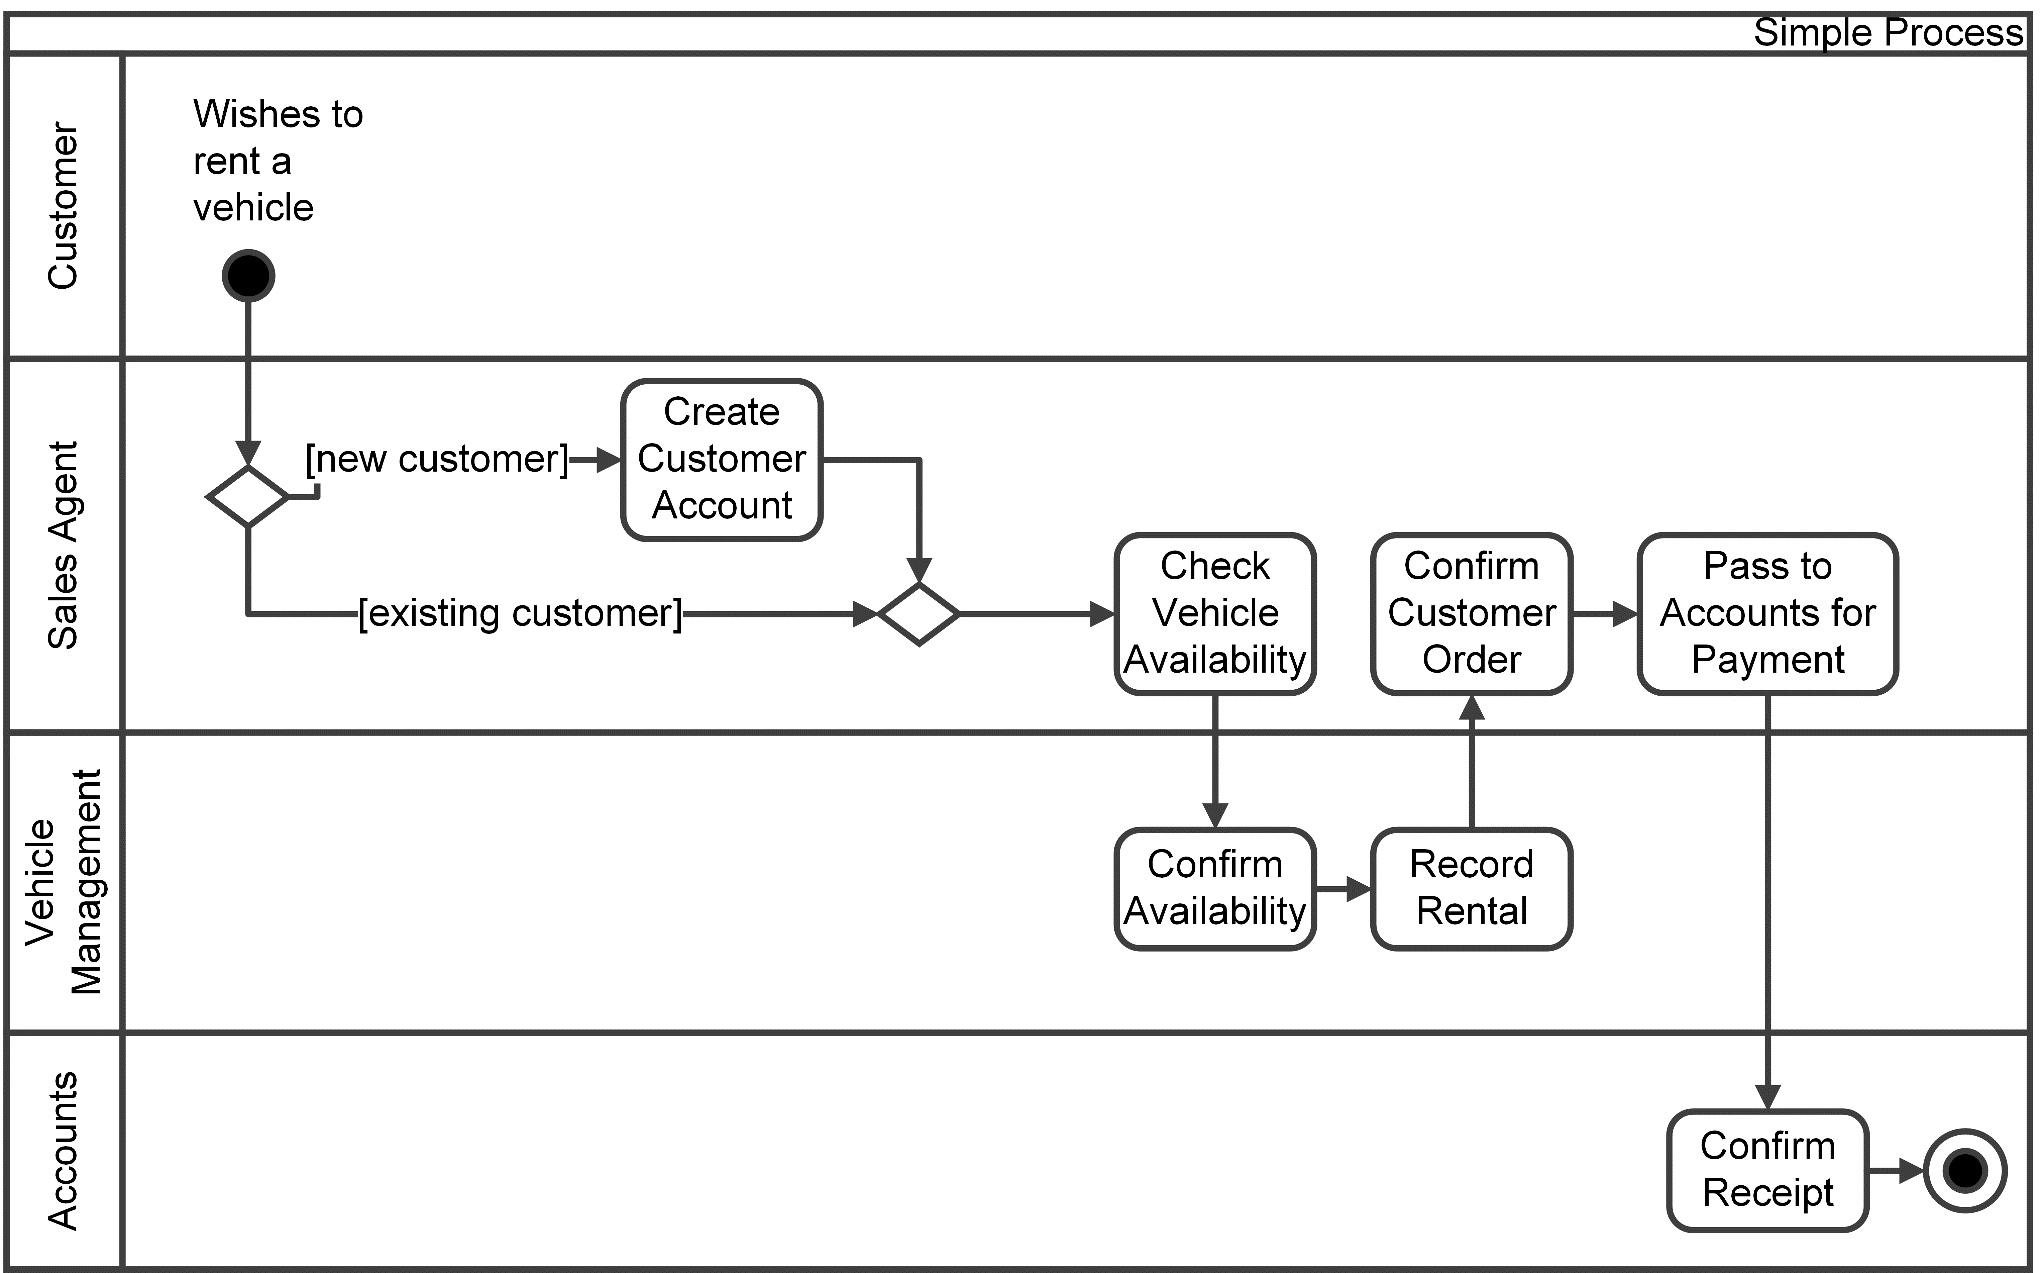 Simple Process
Customer
Wishes to
rent a
vehicle
Sales Agent
[new customer]
Create
Customer
Account
[existing customer]
Check
Vehicle
Availability
Confirm
Customer
Order
Pass to
Accounts for
Payment
Vehicle
Management
Confirm
Availability
Record
Rental
Accounts
Confirm
Receipt